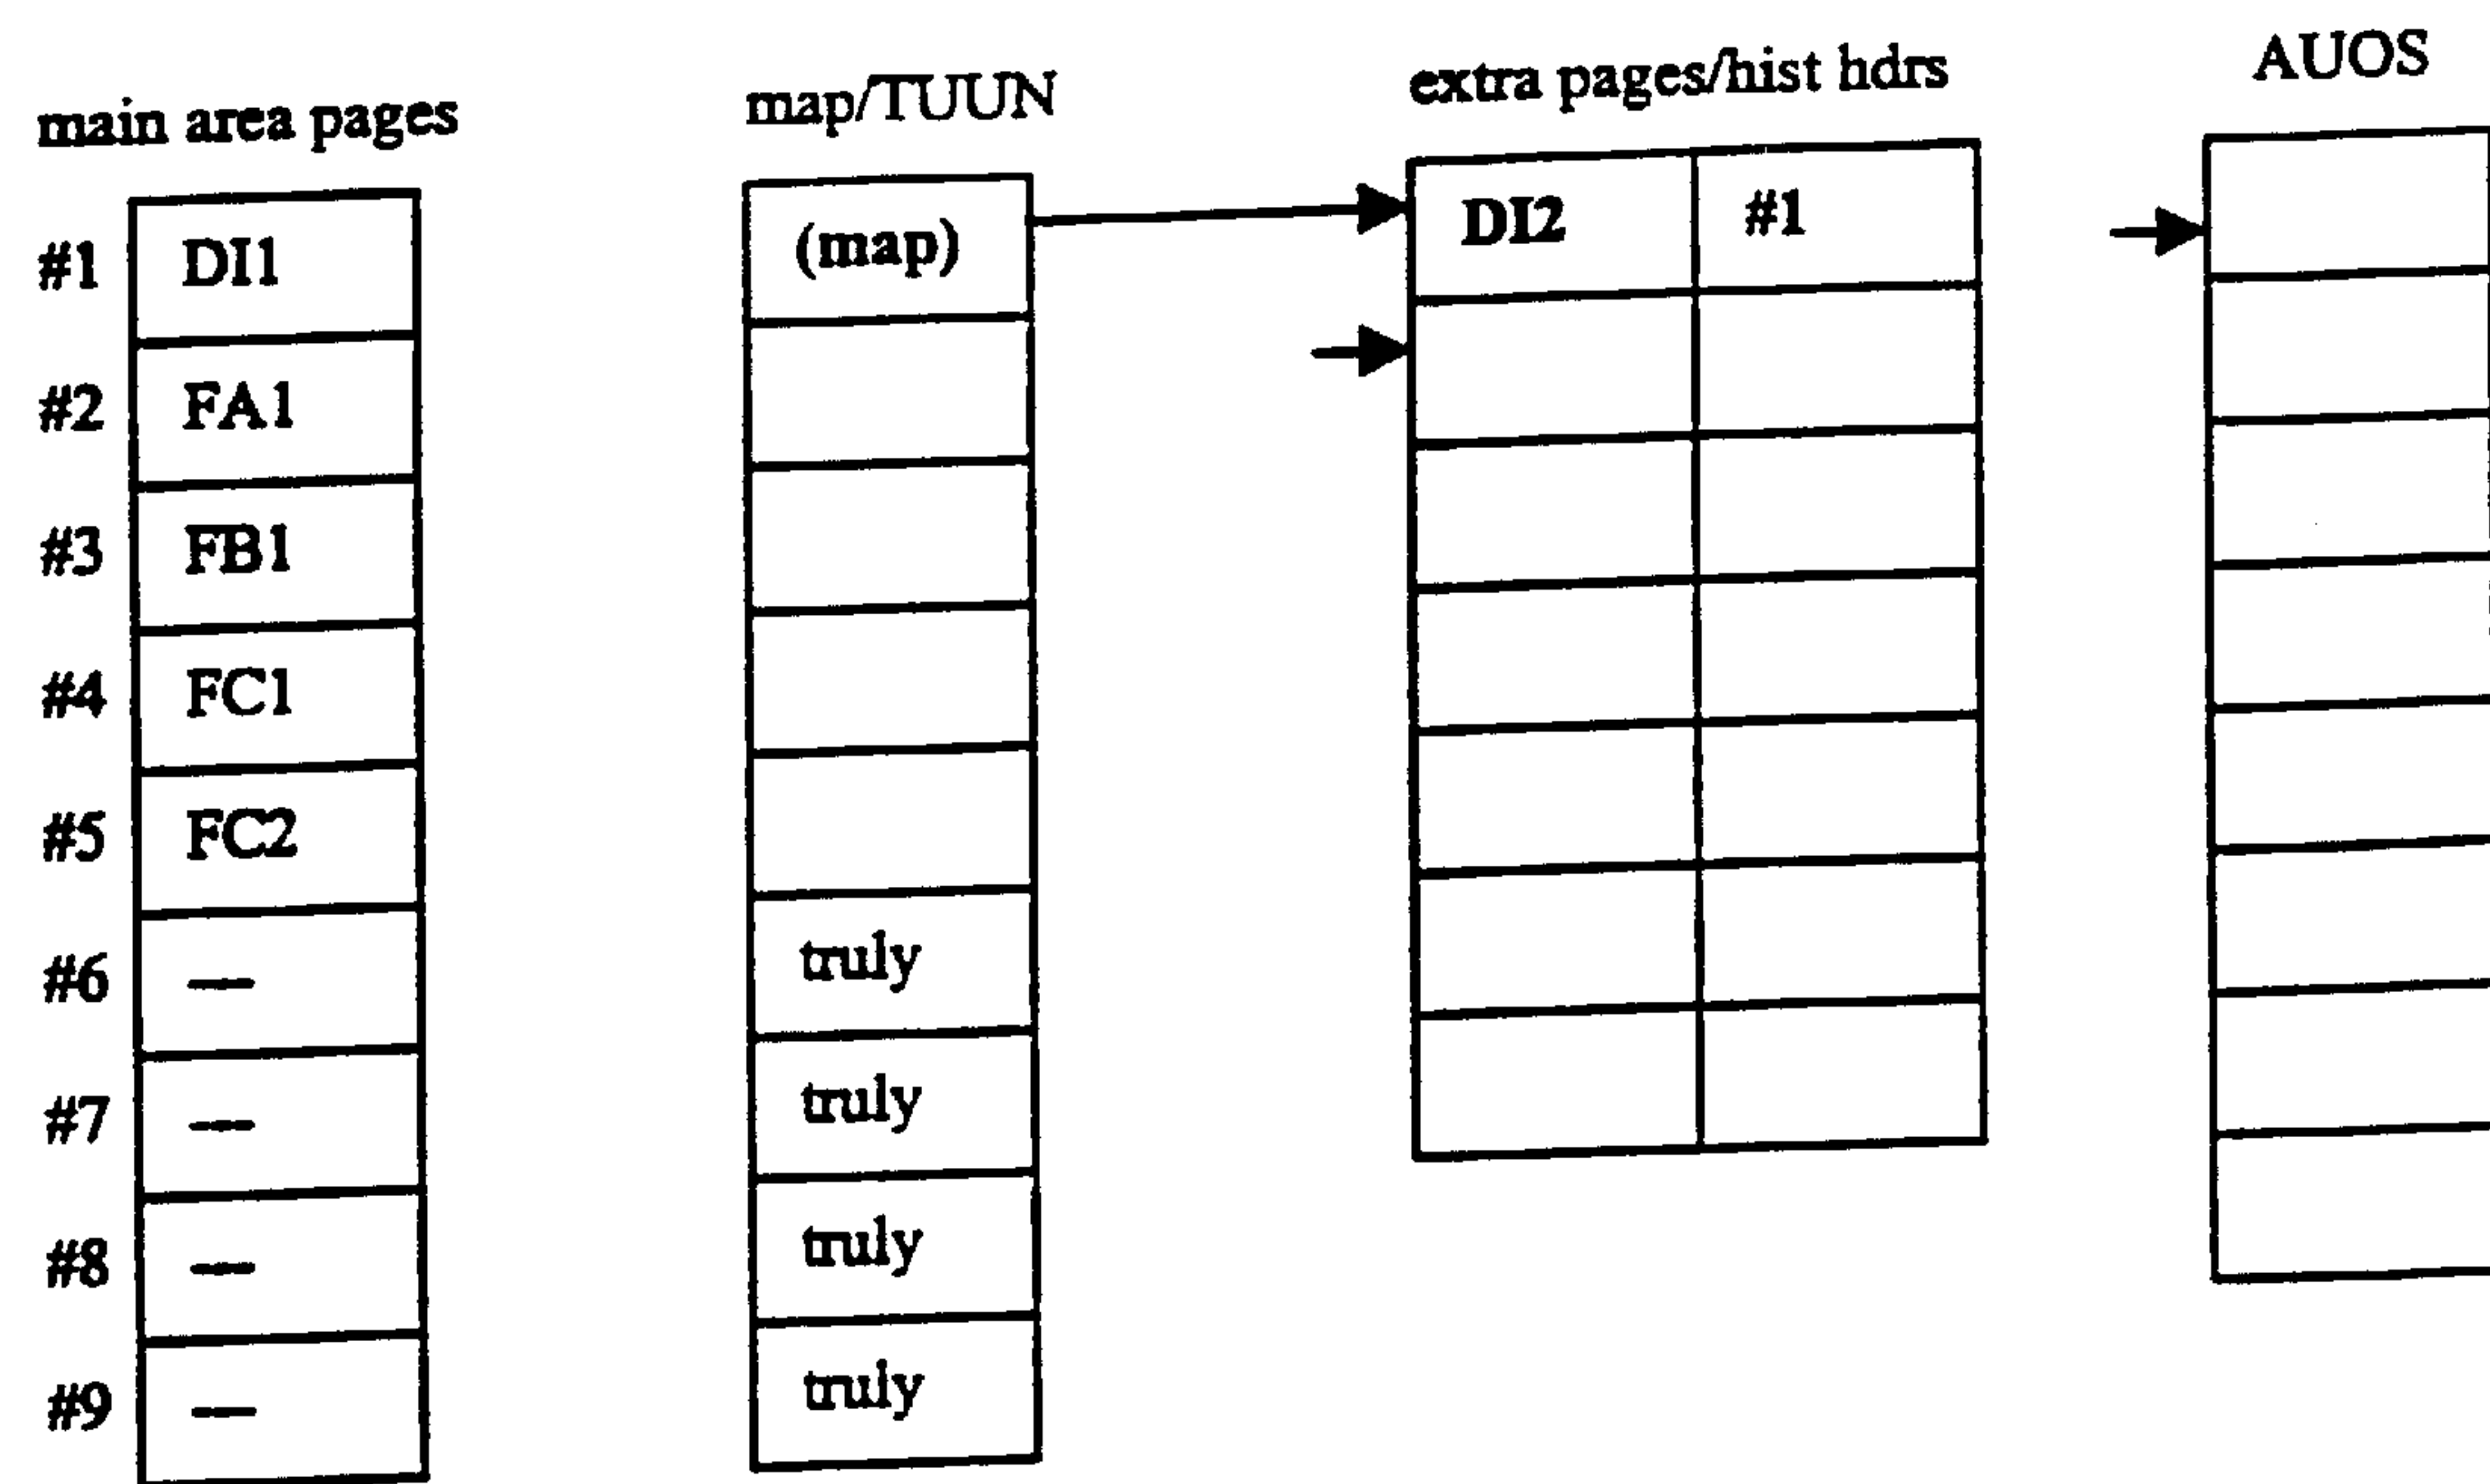 main area pages
map/TUUN
extra pages/hist hdrs
AUOS
#1 DI1 (map) DI2 #1
#2 FA1
#3 FB1
#4 FC1
#5 FC2
#6 — truly
#7 — truly
#8 — truly
#9 — truly